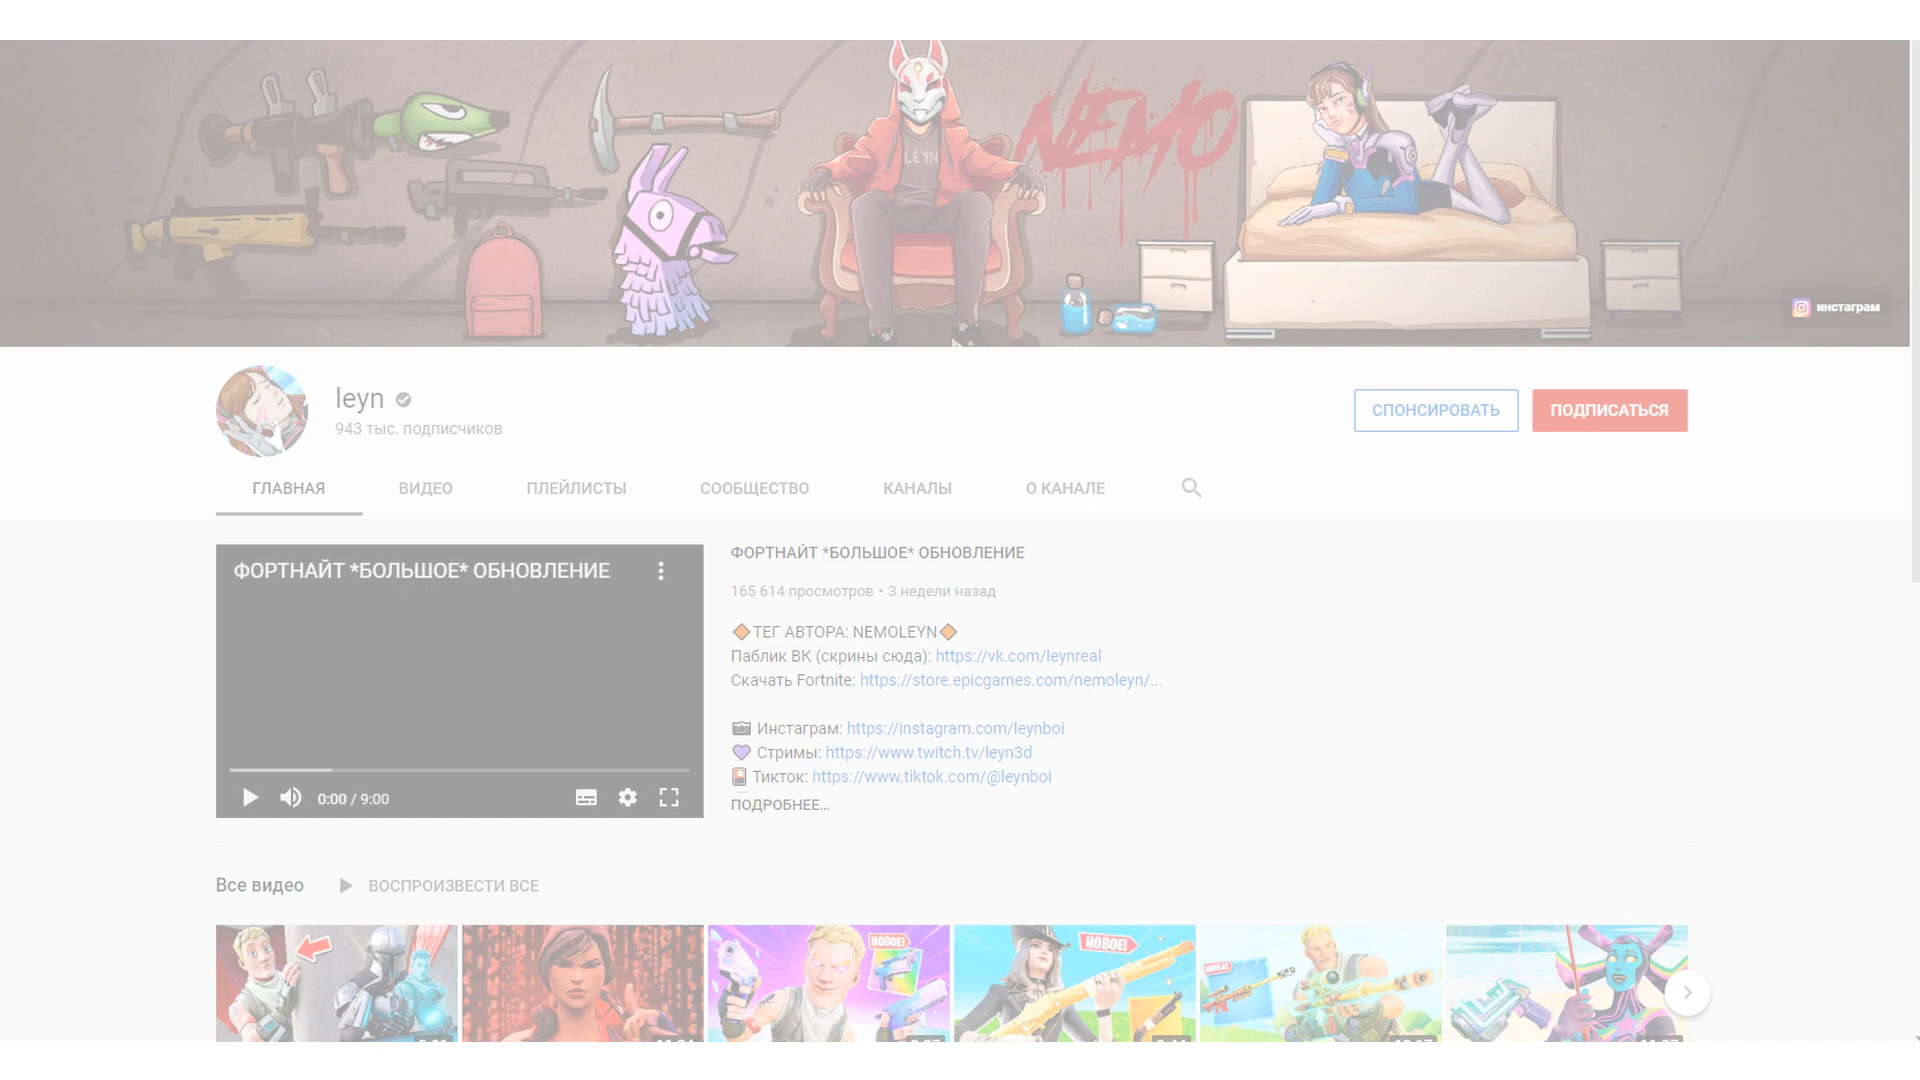 LEYN
NEMO
инстаграм
leyn
943 тыс. подписчиков
СПОНСИРОВАТЬ
ПОДПИСАТЬСЯ
ГЛАВНАЯ
ВИДЕО
ПЛЕЙЛИСТЫ
СООБЩЕСТВО
КАНАЛЫ
О КАНАЛЕ
ФОРТНАЙТ *БОЛЬШОЕ* ОБНОВЛЕНИЕ
0:00 / 9:00
ФОРТНАЙТ *БОЛЬШОЕ* ОБНОВЛЕНИЕ
165 614 просмотров • 3 недели назад
🔶ТЕГ АВТОРА: NEMOLEYN🔶
Паблик ВК (скрины сюда): https://vk.com/leynreal
Скачать Fortnite: https://store.epicgames.com/nemoleyn/...
📷 Инстаграм: https://instagram.com/leynboi
💜 Стримы: https://www.twitch.tv/leyn3d
🎴 Тикток: https://www.tiktok.com/@leynboi
ПОДРОБНЕЕ...
Все видео
ВОСПРОИЗВЕСТИ ВСЕ
НОВОЕ!
НОВОЕ!